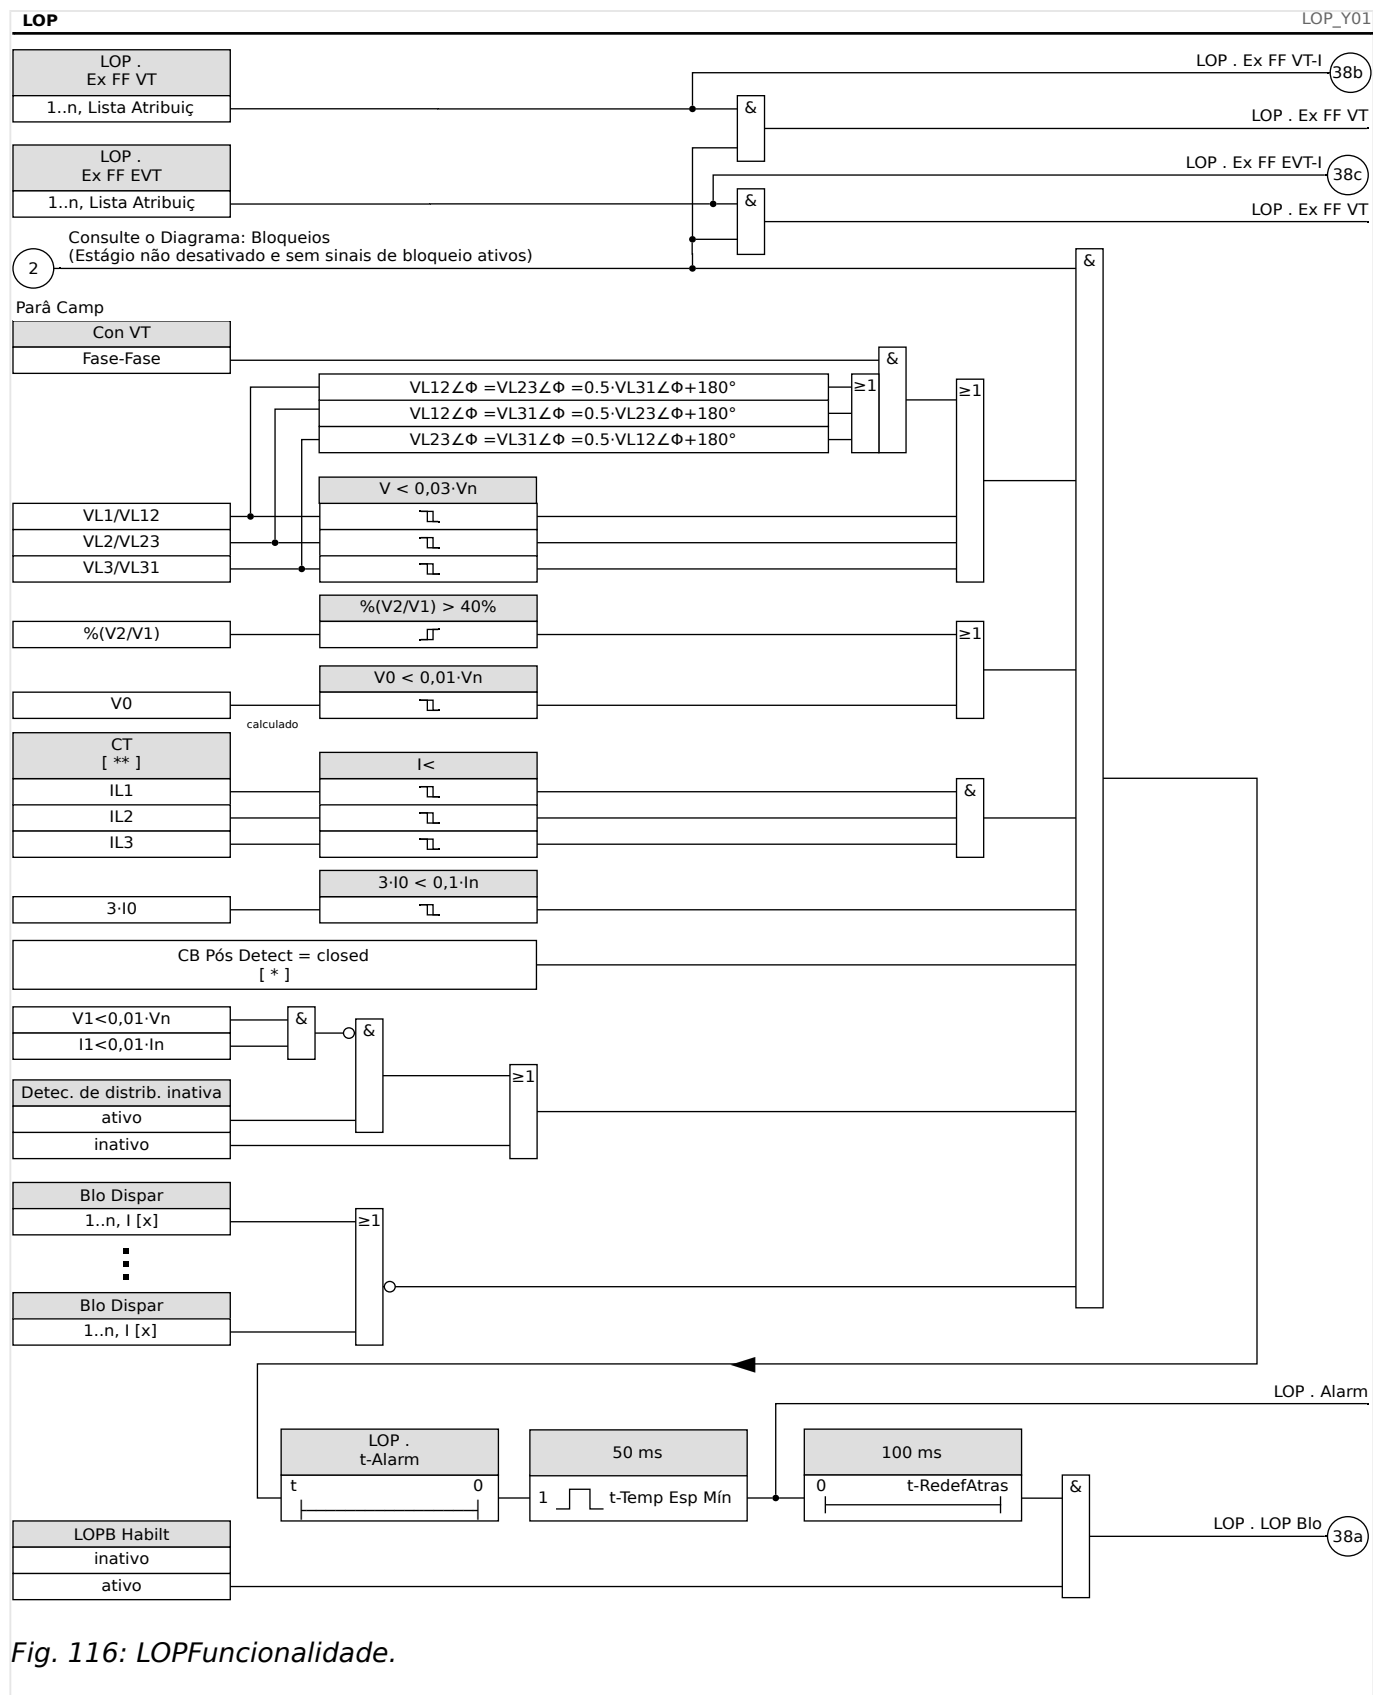 LOP
LOP_Y01
LOP .
Ex FF VT
1..n, Lista Atribuiç
LOP . Ex FF VT-I
38b
&
LOP . Ex FF VT
LOP .
Ex FF EVT
1..n, Lista Atribuiç
LOP . Ex FF EVT-I
38c
&
LOP . Ex FF VT
Consulte o Diagrama: Bloqueios
(Estágio não desativado e sem sinais de bloqueio ativos)
2
&
Parâ Camp
Con VT
Fase-Fase
&
VL12∠Φ =VL23∠Φ =0.5·VL31∠Φ+180°
≥1
≥1
VL12∠Φ =VL31∠Φ =0.5·VL23∠Φ+180°
VL23∠Φ =VL31∠Φ =0.5·VL12∠Φ+180°
V < 0,03·Vn
VL1/VL12
VL2/VL23
VL3/VL31
%(V2/V1) > 40%
%(V2/V1)
≥1
V0 < 0,01·Vn
V0
calculado
CT
[ ** ]
I<
IL1
&
IL2
IL3
3·I0 < 0,1·In
3·I0
CB Pós Detect = closed
[ * ]
V1<0,01·Vn
&
&
I1<0,01·In
≥1
Detec. de distrib. inativa
ativo
inativo
Blo Dispar
1..n, I [x]
≥1
Blo Dispar
1..n, I [x]
LOP . Alarm
LOP .
t-Alarm
50 ms
100 ms
t 0
1 t-Temp Esp Mín
0 t-RedefAtras
&
LOPB Habilt
LOP . LOP Blo
38a
inativo
ativo
Fig. 116: LOPFuncionalidade.